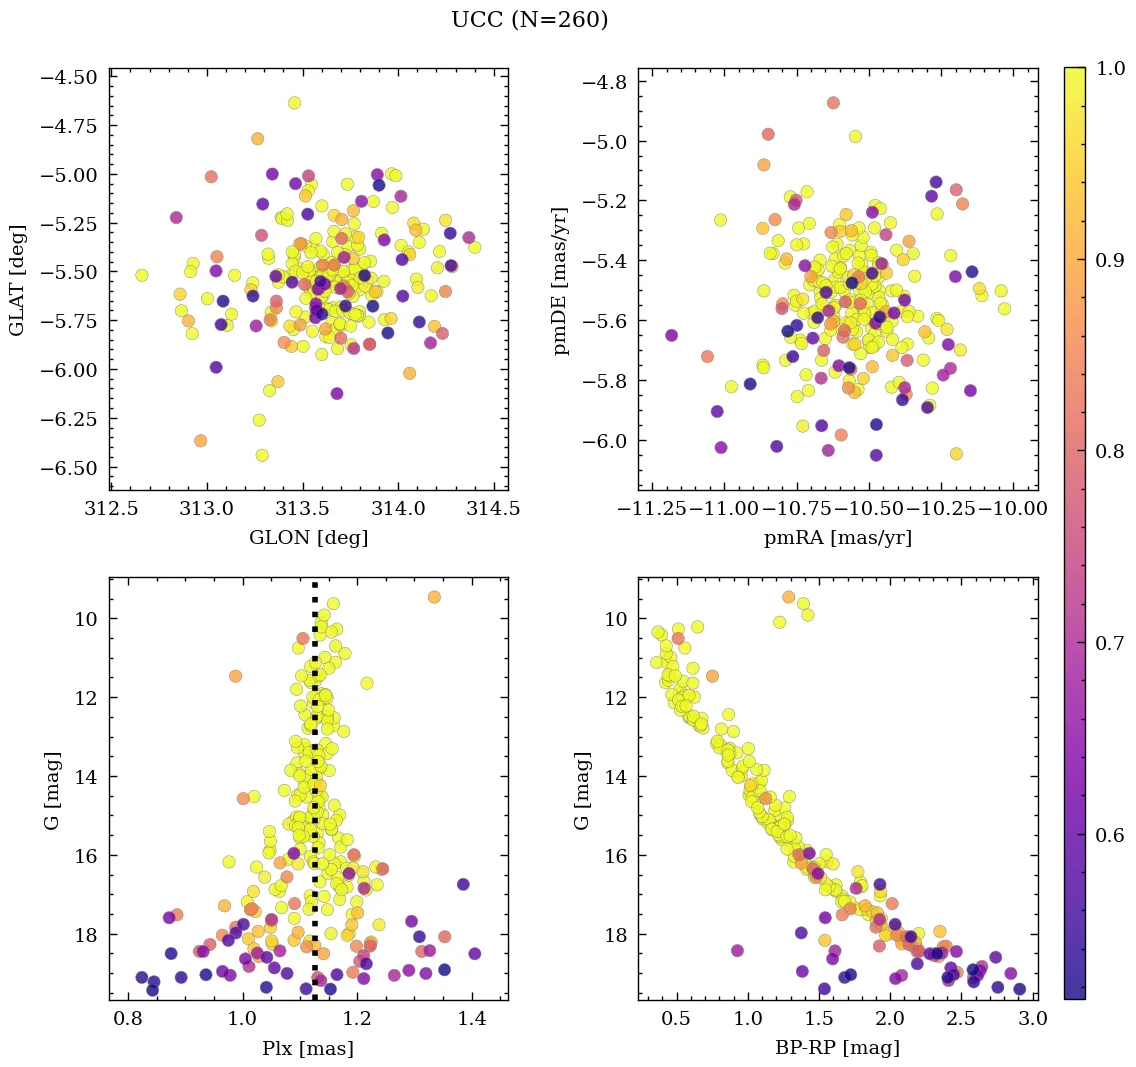 UCC (N=260)
−4.50
−4.75
−5.00
−5.25
−5.50
−5.75
−6.00
−6.25
−6.50
GLAT [deg]
312.5 313.0 313.5 314.0 314.5
GLON [deg]
−4.8
−5.0
−5.2
−5.4
−5.6
−5.8
−6.0
pmDE [mas/yr]
−11.25 −11.00 −10.75 −10.50 −10.25 −10.00
pmRA [mas/yr]
10
12
14
16
18
G [mag]
0.8 1.0 1.2 1.4
Plx [mas]
10
12
14
16
18
G [mag]
0.5 1.0 1.5 2.0 2.5 3.0
BP-RP [mag]
1.0
0.9
0.8
0.7
0.6